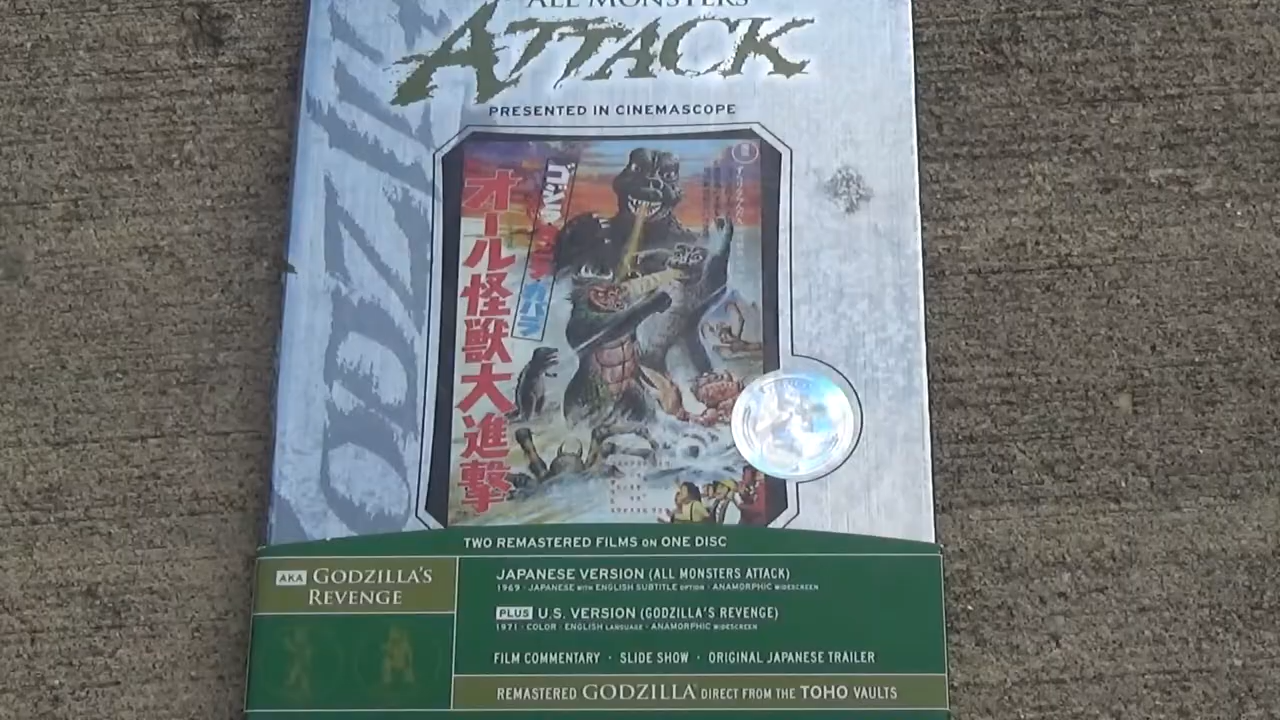 ALL MONSTERS
ATTACK
PRESENTED IN CINEMASCOPE
オール怪獣大進撃
ガバラ
TWO REMASTERED FILMS ON ONE DISC
AKA GODZILLA'S
REVENGE
JAPANESE VERSION (ALL MONSTERS ATTACK)
1969 · JAPANESE WITH ENGLISH SUBTITLE OPTION · ANAMORPHIC WIDESCREEN
PLUS U.S. VERSION (GODZILLA'S REVENGE)
1971 · COLOR · ENGLISH LANGUAGE · ANAMORPHIC WIDESCREEN
FILM COMMENTARY · SLIDE SHOW · ORIGINAL JAPANESE TRAILER
REMASTERED GODZILLA® DIRECT FROM THE TOHO VAULTS